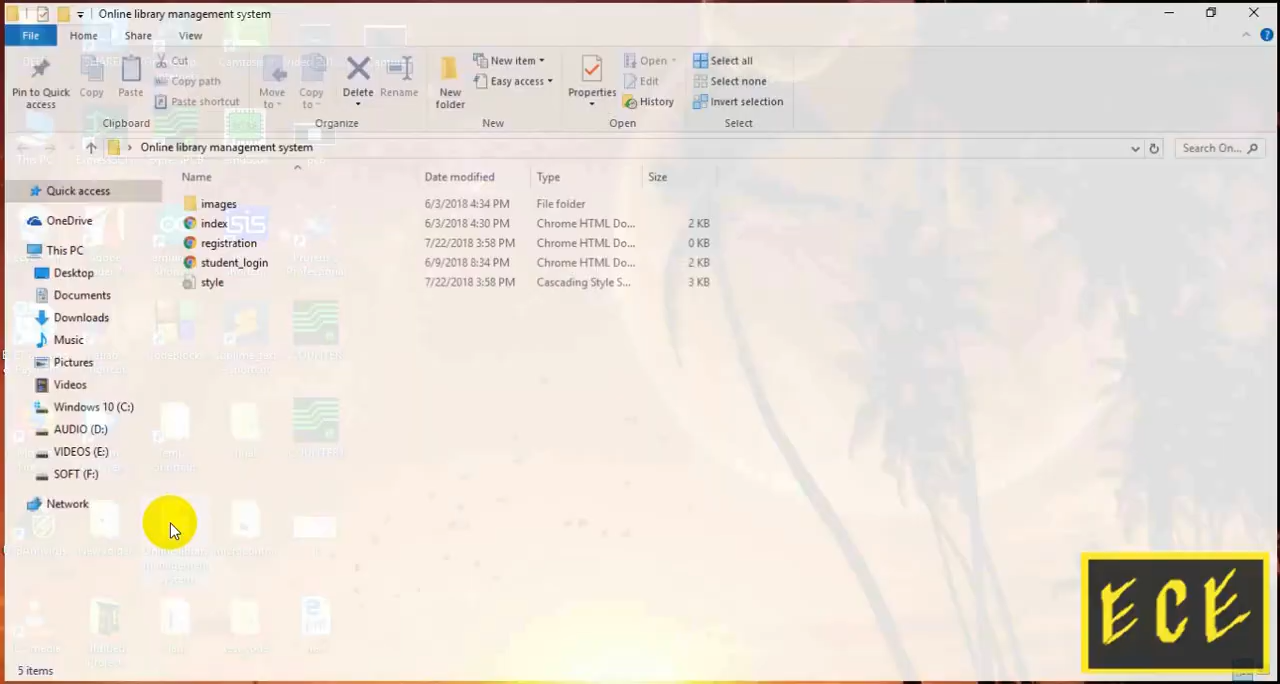 Online library management system
File
Home
Share
View
Pin to Quick access
Copy
Paste
Cut
Copy path
Paste shortcut
Clipboard
Move to
Copy to
Delete
Rename
Organize
New folder
New item
Easy access
New
Properties
Open
Edit
History
Open
Select all
Select none
Invert selection
Select
Online library management system
Search On...
Name
Date modified
Type
Size
images 6/3/2018 4:34 PM File folder
index 6/3/2018 4:30 PM Chrome HTML Do... 2 KB
registration 7/22/2018 3:58 PM Chrome HTML Do... 0 KB
student_login 6/9/2018 8:34 PM Chrome HTML Do... 2 KB
style 7/22/2018 3:58 PM Cascading Style S... 3 KB
Quick access
OneDrive
This PC
Desktop
Documents
Downloads
Music
Pictures
Videos
Windows 10 (C:)
AUDIO (D:)
VIDEOS (E:)
SOFT (F:)
Network
COUNTER
5 items
ECE